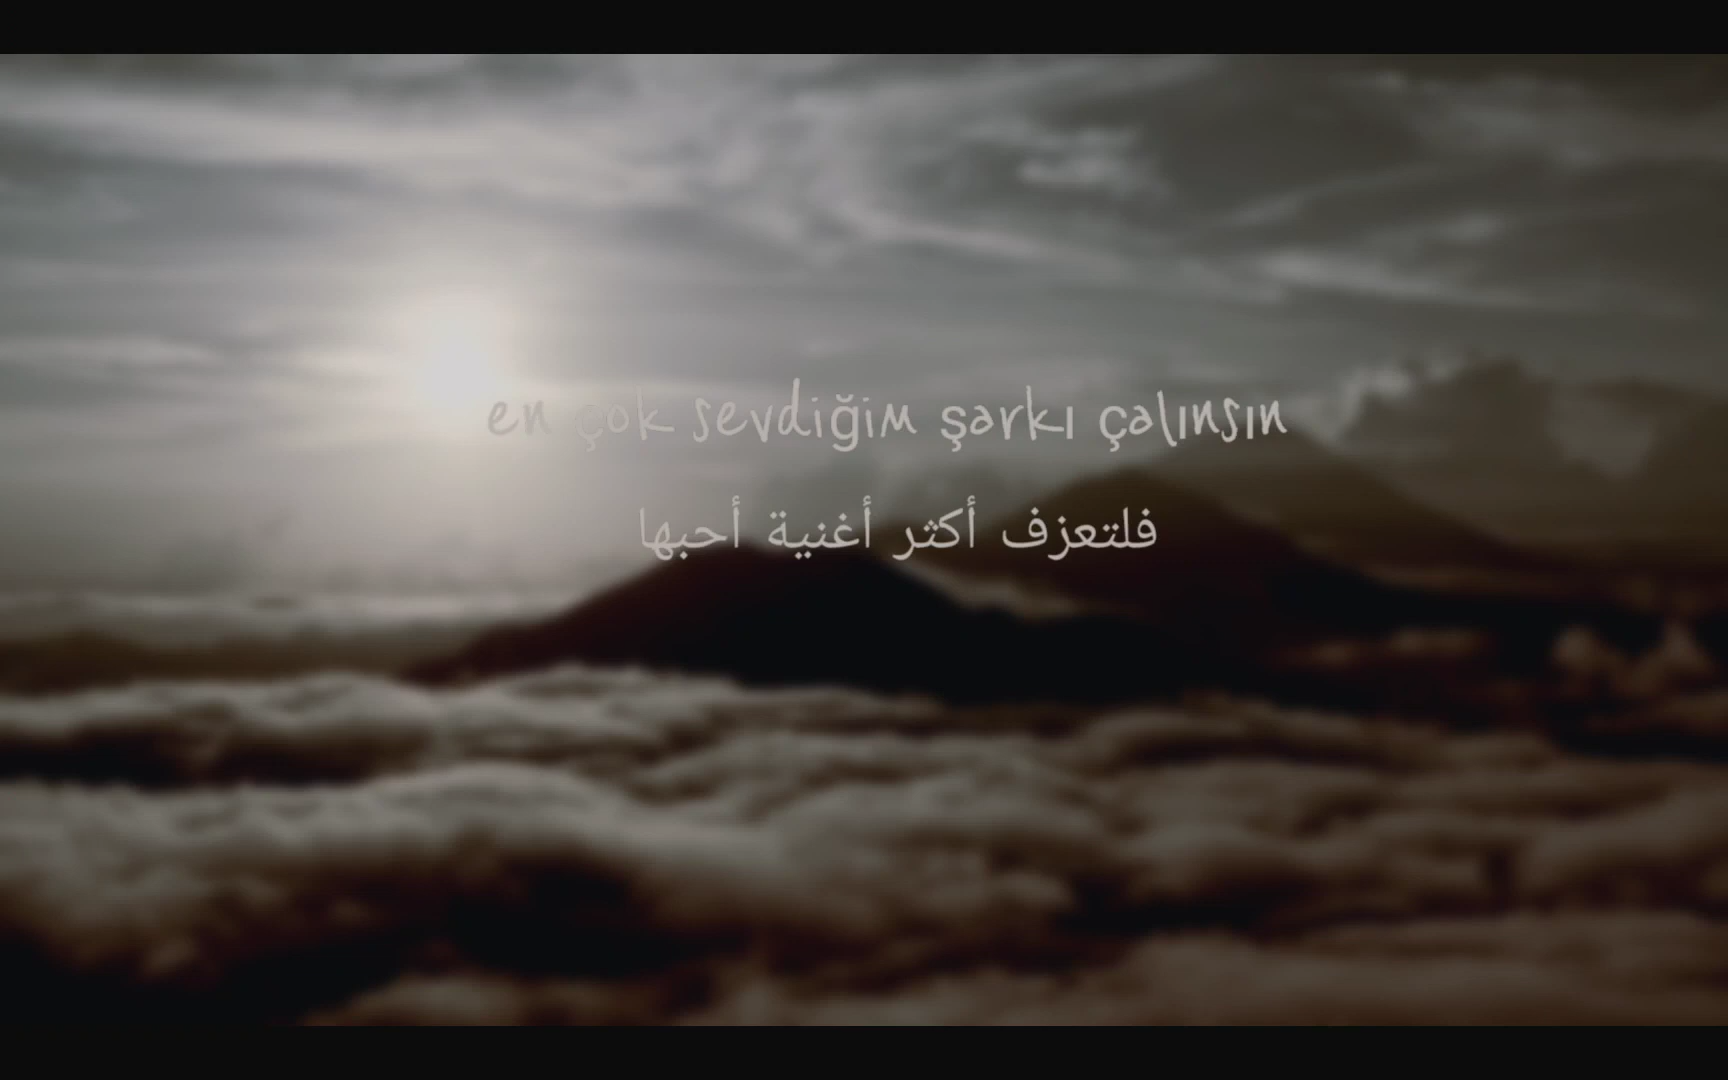 en çok sevdiğim şarkı çalınsın
فلتعزف أكثر أغنية أحبها